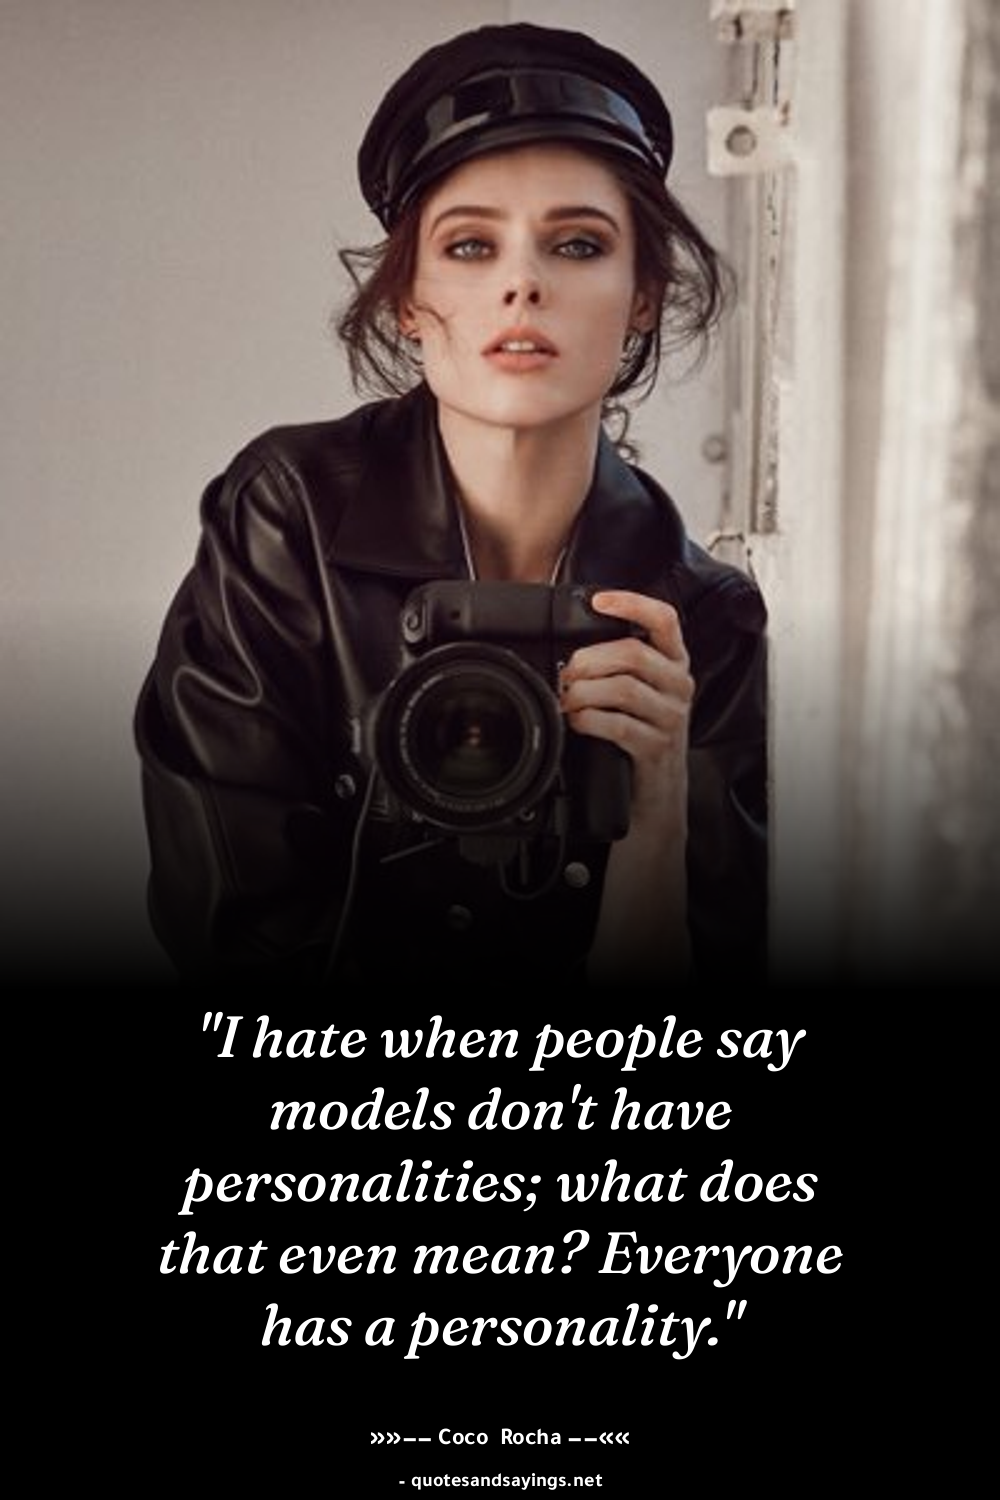 "I hate when people say
models don't have
personalities; what does
that even mean? Everyone
has a personality."
»»—— Coco Rocha ——««
- quotesandsayings.net